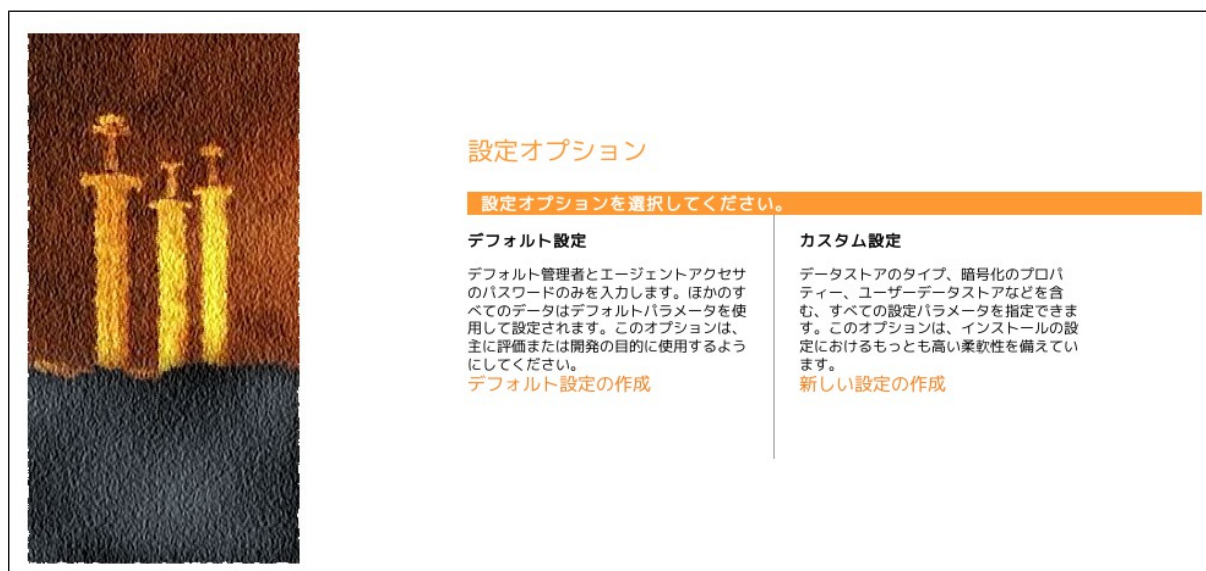 設定オプション
設定オプションを選択してください。
デフォルト設定
デフォルト管理者とエージェントアクセサ
のパスワードのみを入力します。ほかのす
べてのデータはデフォルトパラメータを使
用して設定されます。このオプションは、
主に評価または開発の目的に使用するよう
にしてください。
デフォルト設定の作成
カスタム設定
データストアのタイプ、暗号化のプロパ
ティー、ユーザーデータストアなどを含
む、すべての設定パラメータを指定できま
す。このオプションは、インストールの設
定におけるもっとも高い柔軟性を備えてい
ます。
新しい設定の作成